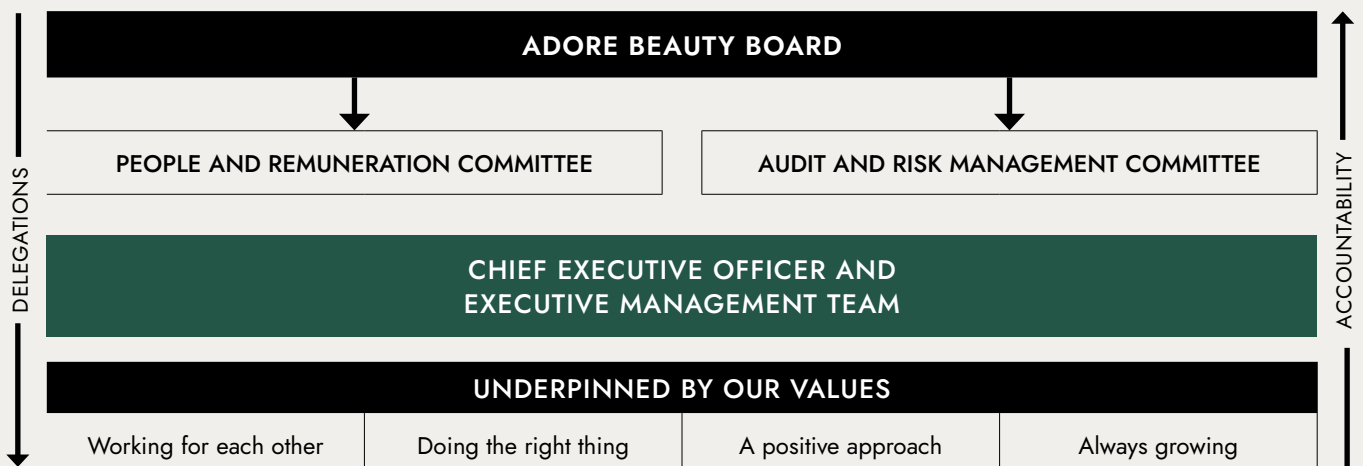 ADORE BEAUTY BOARD
PEOPLE AND REMUNERATION COMMITTEE
AUDIT AND RISK MANAGEMENT COMMITTEE
DELEGATIONS
ACCOUNTABILITY
CHIEF EXECUTIVE OFFICER AND
EXECUTIVE MANAGEMENT TEAM
UNDERPINNED BY OUR VALUES
Working for each other
Doing the right thing
A positive approach
Always growing